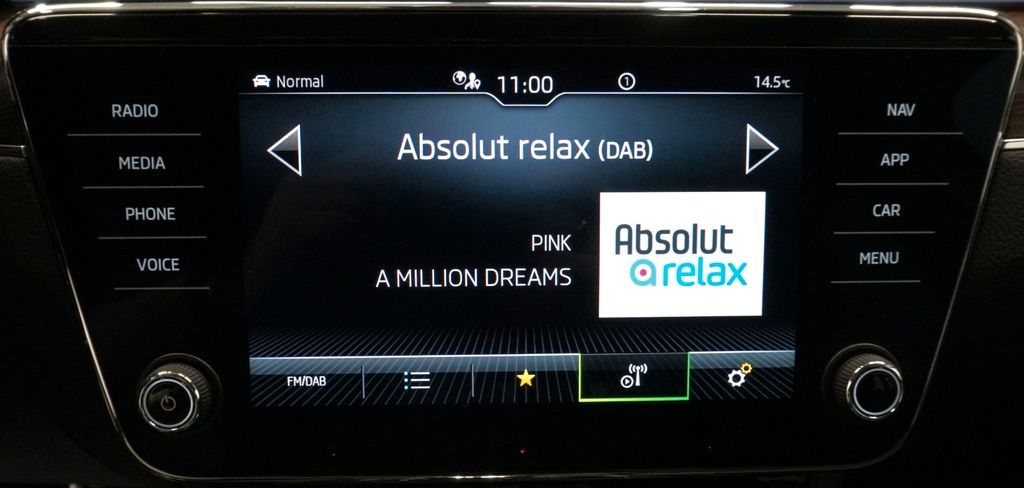 Normal
11:00
1
14.5°C
RADIO
MEDIA
PHONE
VOICE
NAV
APP
CAR
MENU
Absolut relax (DAB)
PINK
A MILLION DREAMS
Absolut
relax
FM/DAB